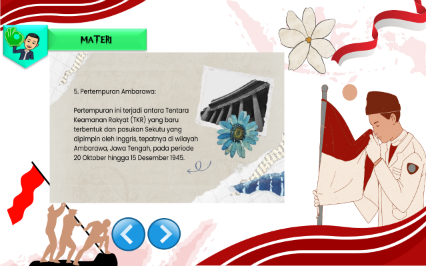 MATERI
5. Pertempuran Ambarawa:
Pertempuran ini terjadi antara Tentara
Keamanan Rakyat (TKR) yang baru
terbentuk dan pasukan Sekutu yang
dipimpin oleh Inggris, tepatnya di wilayah
Ambarawa, Jawa Tengah, pada periode
20 Oktober hingga 15 Desember 1945.